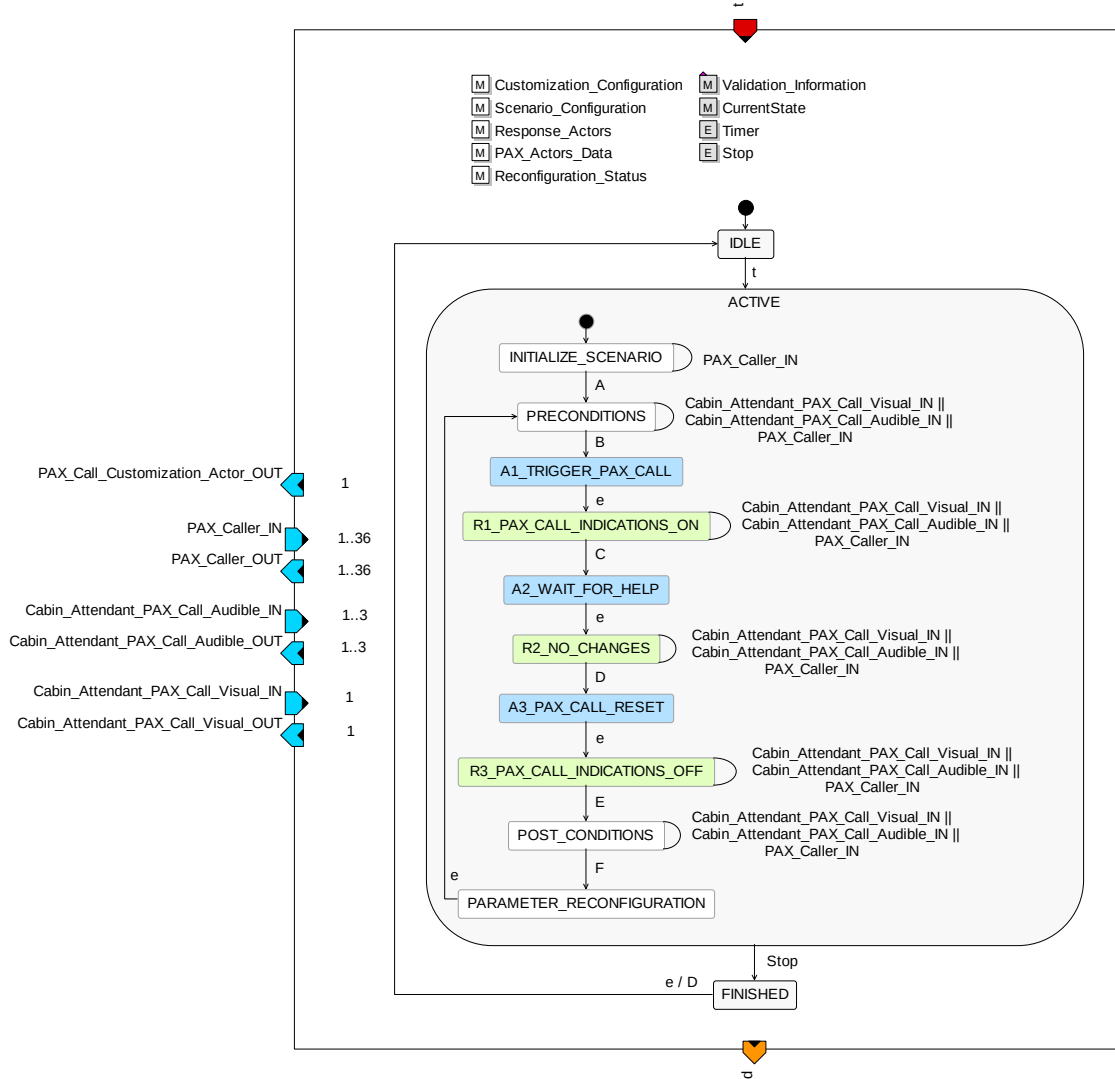 t
M Customization_Configuration
M Scenario_Configuration
M Response_Actors
M PAX_Actors_Data
M Reconfiguration_Status
M Validation_Information
M CurrentState
E Timer
E Stop
IDLE
t
ACTIVE
INITIALIZE_SCENARIO
PAX_Caller_IN
A
PRECONDITIONS
Cabin_Attendant_PAX_Call_Visual_IN ||
Cabin_Attendant_PAX_Call_Audible_IN ||
PAX_Caller_IN
B
A1_TRIGGER_PAX_CALL
e
R1_PAX_CALL_INDICATIONS_ON
Cabin_Attendant_PAX_Call_Visual_IN ||
Cabin_Attendant_PAX_Call_Audible_IN ||
PAX_Caller_IN
C
A2_WAIT_FOR_HELP
e
R2_NO_CHANGES
Cabin_Attendant_PAX_Call_Visual_IN ||
Cabin_Attendant_PAX_Call_Audible_IN ||
PAX_Caller_IN
D
A3_PAX_CALL_RESET
e
R3_PAX_CALL_INDICATIONS_OFF
Cabin_Attendant_PAX_Call_Visual_IN ||
Cabin_Attendant_PAX_Call_Audible_IN ||
PAX_Caller_IN
E
POST_CONDITIONS
Cabin_Attendant_PAX_Call_Visual_IN ||
Cabin_Attendant_PAX_Call_Audible_IN ||
PAX_Caller_IN
F
e
PARAMETER_RECONFIGURATION
Stop
e / D
FINISHED
PAX_Call_Customization_Actor_OUT
1
PAX_Caller_IN
1..36
PAX_Caller_OUT
1..36
Cabin_Attendant_PAX_Call_Audible_IN
1..3
Cabin_Attendant_PAX_Call_Audible_OUT
1..3
Cabin_Attendant_PAX_Call_Visual_IN
1
Cabin_Attendant_PAX_Call_Visual_OUT
1
d